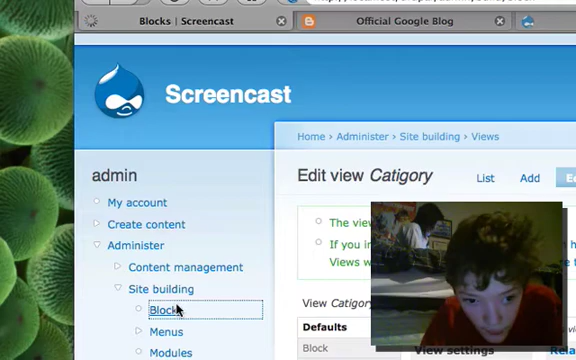 Blocks | Screencast
Official Google Blog
Screencast
Home › Administer › Site building › Views
admin
Edit view Catigory
List
Add
My account
Create content
The view
Administer
If you in
Views w
Content management
Site building
Block
View Catigory
Menus
Defaults
View settings
Block
Modules